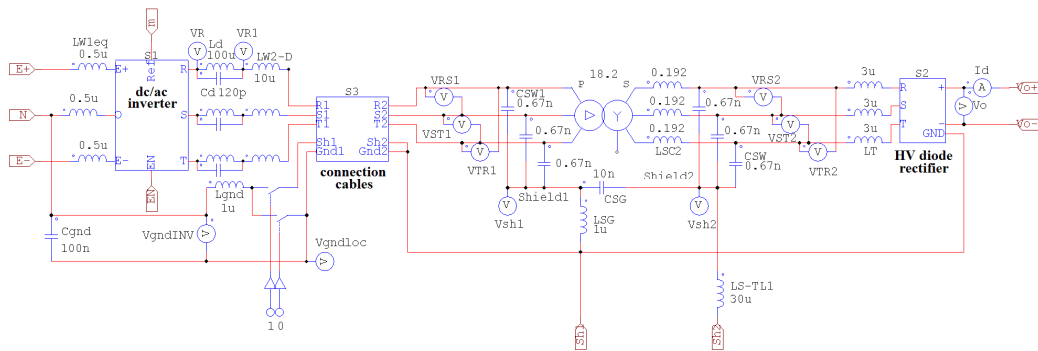 m
LW1eq
0.5u
S1
VR
Ld
100u
VR1
LW2-D
10u
E+
E+
Ref
R
dc/ac
inverter
Cd
120p
N
0.5u
O
S
E-
0.5u
E-
T
EN
EN
Lgnd
1u
Cgnd
100n
VgndINV
Vgndloc
1 0
S3
R1
R2
S1
S2
T1
T2
Sh1
Sh2
Gnd1
Gnd2
connection
cables
VRS1
VST1
VTR1
CSW1
0.67n
0.67n
0.67n
P
18.2
S
0.192
0.192
0.192
LSC2
Shield1
10n
CSG
Shield2
Vsh1
Vsh2
LSG
1u
Sh1
LS-TL1
30u
Sh2
VRS2
0.67n
VST2
0.67n
CSW
0.67n
VTR2
3u
3u
3u
LT
S2
R
S
T
+
-
GND
HV diode
rectifier
Id
A
Vo
Vo+
Vo-
V
V
V
V
V
V
V
V
V
V
V
V
V